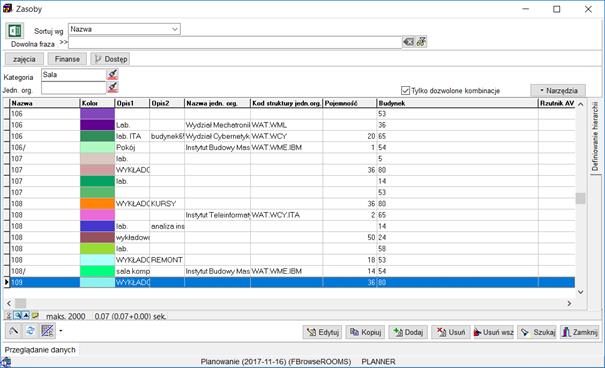 Zasoby
Sortuj wg Nazwa
Dowolna fraza >>
zajęcia Finanse Dostęp
Kategoria Sala
Jedn. org.
Tylko dozwolone kombinacje Narzędzia
Nazwa Kolor Opis1 Opis2 Nazwa jedn. org. Kod struktury jedn.org. Pojemność Budynek Rzutnik AV
106 53
106 Lab. Wydział Mechatronil WAT.WML 36
106 lab. ITA budynek65 Wydział Cybernetyk WAT.WCY 20 65
106/ Pokój Instytut Budowy Mas WAT.WME.IBM 1 54
107 lab. 5
107 WYKŁADO 36 80
107 lab. 14
107 53
108 WYKŁADO KURSY 36 80
108 Instytut Teleinformaty WAT.WCY.ITA 2 65
108 lab. analiza ins 14
108 wykładowa 50 24
108 lab. 58
108 WYKŁADO REMONT 18 53
108/ sala komp Instytut Budowy Mas WAT.WME.IBM 14 54
109 WYKŁADO 36 80
Definiowanie hierarchii
maks. 2000 0,07 (0,07+0,00) sek.
Edytuj Kopiuj Dodaj Usuń Usuń wsz Szukaj Zamknij
Przeglądanie danych
Planowanie (2017-11-16) (FBrowseROOMS) PLANNER